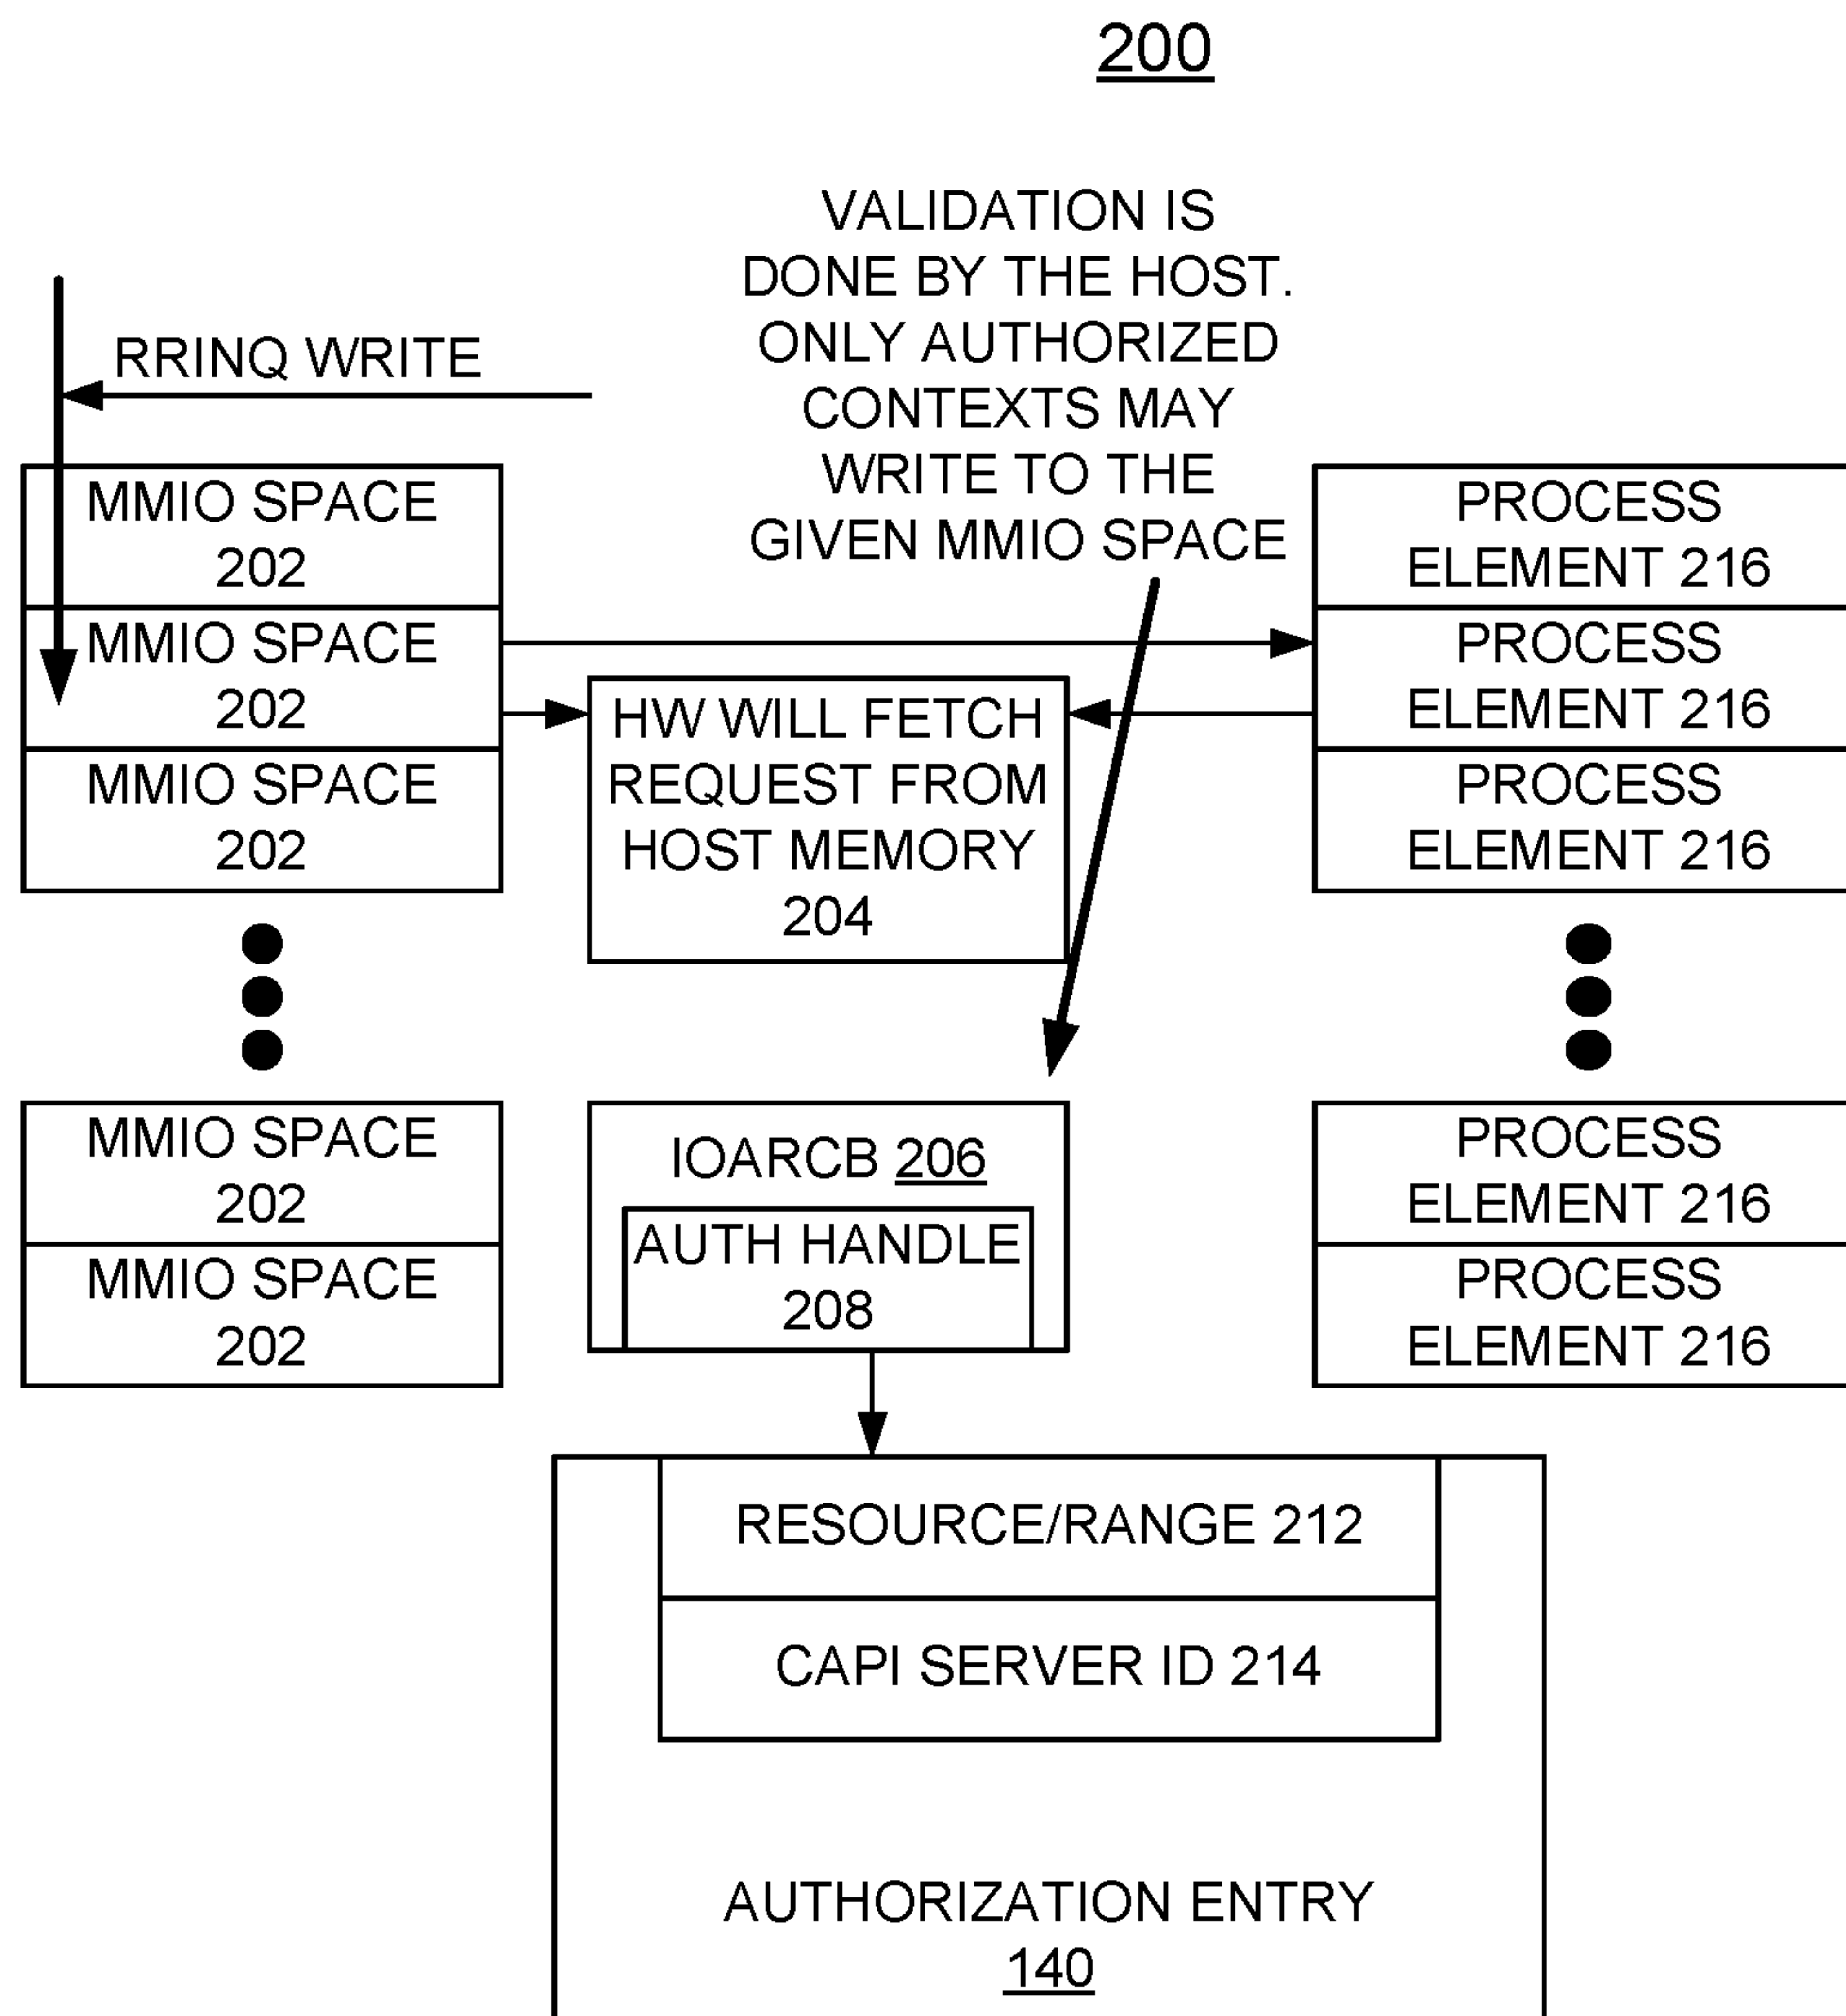 200
VALIDATION IS
DONE BY THE HOST.
ONLY AUTHORIZED
CONTEXTS MAY
WRITE TO THE
GIVEN MMIO SPACE
RRINQ WRITE
MMIO SPACE
202
MMIO SPACE
202
MMIO SPACE
202
HW WILL FETCH
REQUEST FROM
HOST MEMORY
204
PROCESS
ELEMENT 216
PROCESS
ELEMENT 216
PROCESS
ELEMENT 216
MMIO SPACE
202
MMIO SPACE
202
IOARCB 206
AUTH HANDLE
208
PROCESS
ELEMENT 216
PROCESS
ELEMENT 216
RESOURCE/RANGE 212
CAPI SERVER ID 214
AUTHORIZATION ENTRY
140